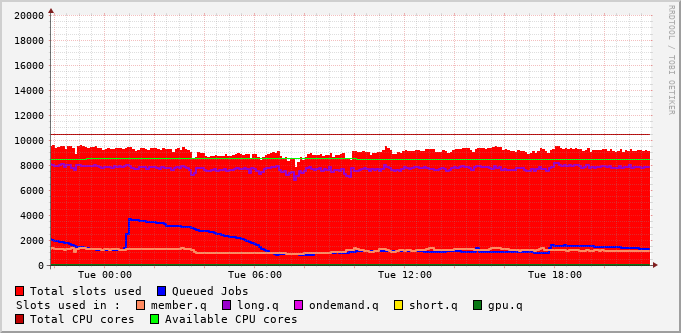 20000
18000
16000
14000
12000
10000
8000
6000
4000
2000
0
Tue 00:00 Tue 06:00 Tue 12:00 Tue 18:00
RRDTOOL / TOBI OETIKER
Total slots used Queued Jobs
Slots used in : member.q long.q ondemand.q short.q gpu.q
Total CPU cores Available CPU cores